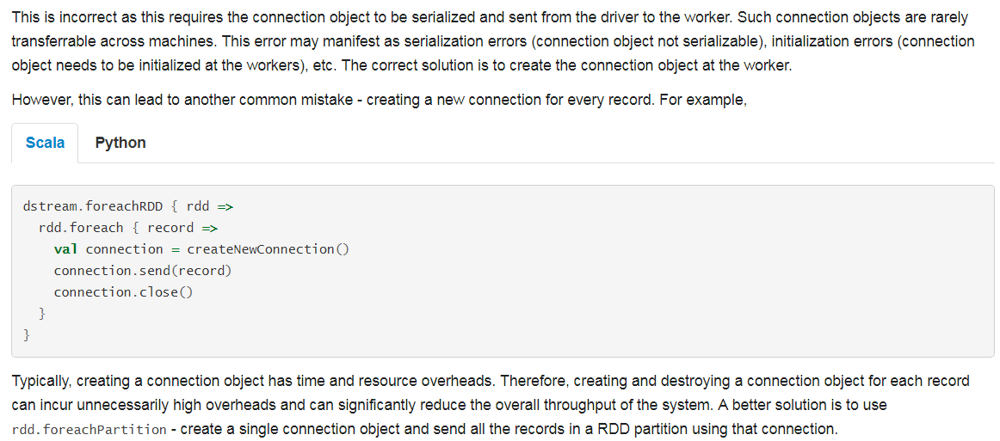 This is incorrect as this requires the connection object to be serialized and sent from the driver to the worker. Such connection objects are rarely
transferrable across machines. This error may manifest as serialization errors (connection object not serializable), initialization errors (connection
object needs to be initialized at the workers), etc. The correct solution is to create the connection object at the worker.
However, this can lead to another common mistake - creating a new connection for every record. For example,
Scala Python
dstream.foreachRDD { rdd =>
  rdd.foreach { record =>
    val connection = createNewConnection()
    connection.send(record)
    connection.close()
  }
}
Typically, creating a connection object has time and resource overheads. Therefore, creating and destroying a connection object for each record
can incur unnecessarily high overheads and can significantly reduce the overall throughput of the system. A better solution is to use
rdd.foreachPartition - create a single connection object and send all the records in a RDD partition using that connection.